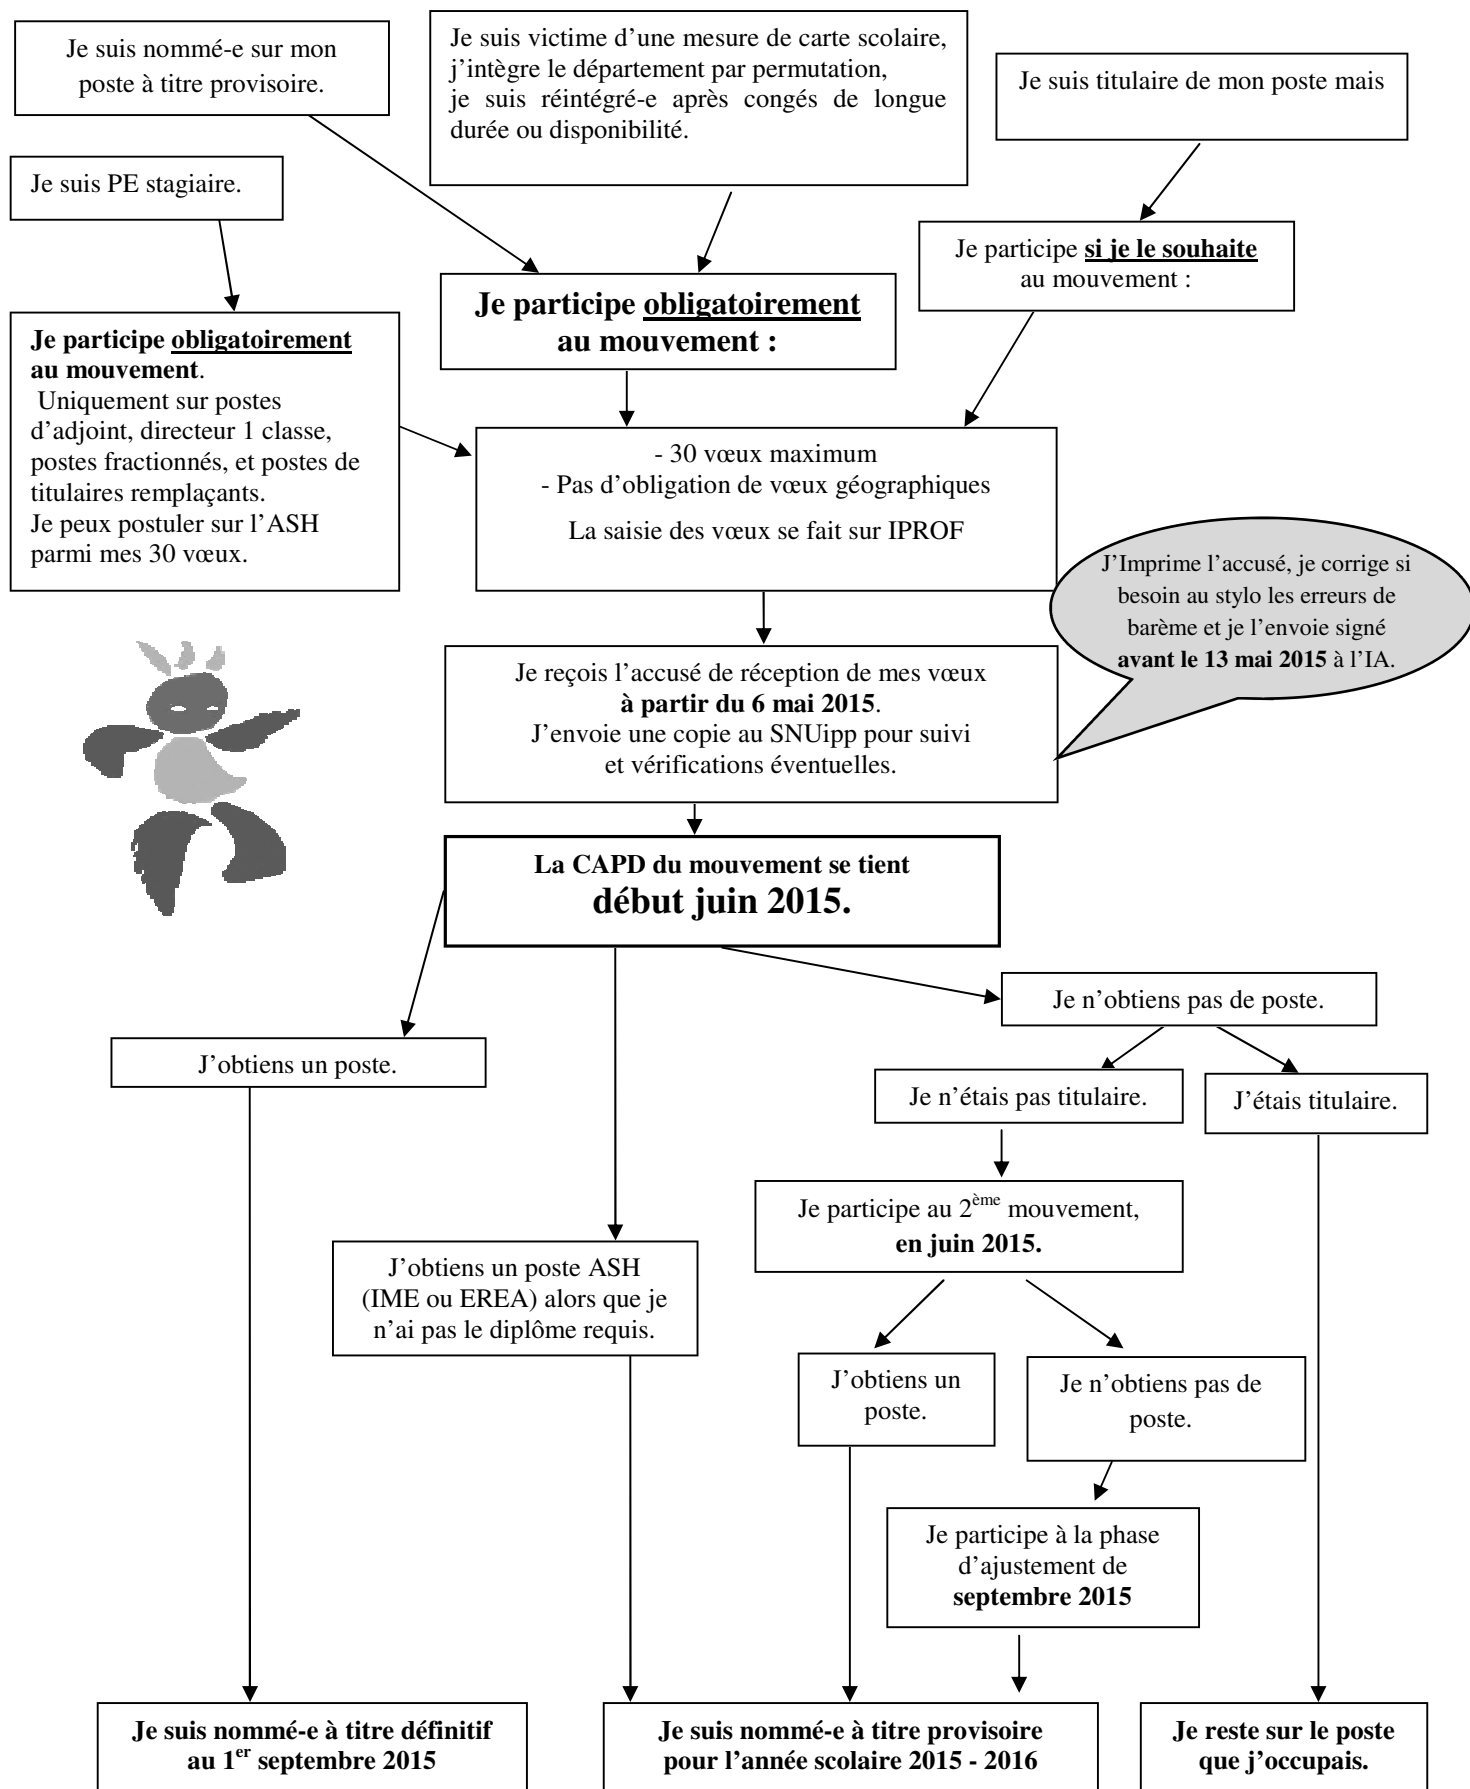 Je suis nommé-e sur mon
poste à titre provisoire.
Je suis victime d’une mesure de carte scolaire,
j’intègre le département par permutation,
je suis réintégré-e après congés de longue
durée ou disponibilité.
Je suis titulaire de mon poste mais
Je suis PE stagiaire.
Je participe si je le souhaite
au mouvement :
Je participe obligatoirement
au mouvement :
Je participe obligatoirement
au mouvement.
Uniquement sur postes
d’adjoint, directeur 1 classe,
postes fractionnés, et postes de
titulaires remplaçants.
Je peux postuler sur l’ASH
parmi mes 30 vœux.
- 30 vœux maximum
- Pas d’obligation de vœux géographiques
La saisie des vœux se fait sur IPROF
J’Imprime l’accusé, je corrige si
besoin au stylo les erreurs de
barème et je l’envoie signé
avant le 13 mai 2015 à l’IA.
Je reçois l’accusé de réception de mes vœux
à partir du 6 mai 2015.
J’envoie une copie au SNUipp pour suivi
et vérifications éventuelles.
La CAPD du mouvement se tient
début juin 2015.
Je n’obtiens pas de poste.
J’obtiens un poste.
Je n’étais pas titulaire.
J’étais titulaire.
Je participe au 2ème mouvement,
en juin 2015.
J’obtiens un poste ASH
(IME ou EREA) alors que je
n’ai pas le diplôme requis.
J’obtiens un
poste.
Je n’obtiens pas de
poste.
Je participe à la phase
d’ajustement de
septembre 2015
Je suis nommé-e à titre définitif
au 1er septembre 2015
Je suis nommé-e à titre provisoire
pour l’année scolaire 2015 - 2016
Je reste sur le poste
que j’occupais.